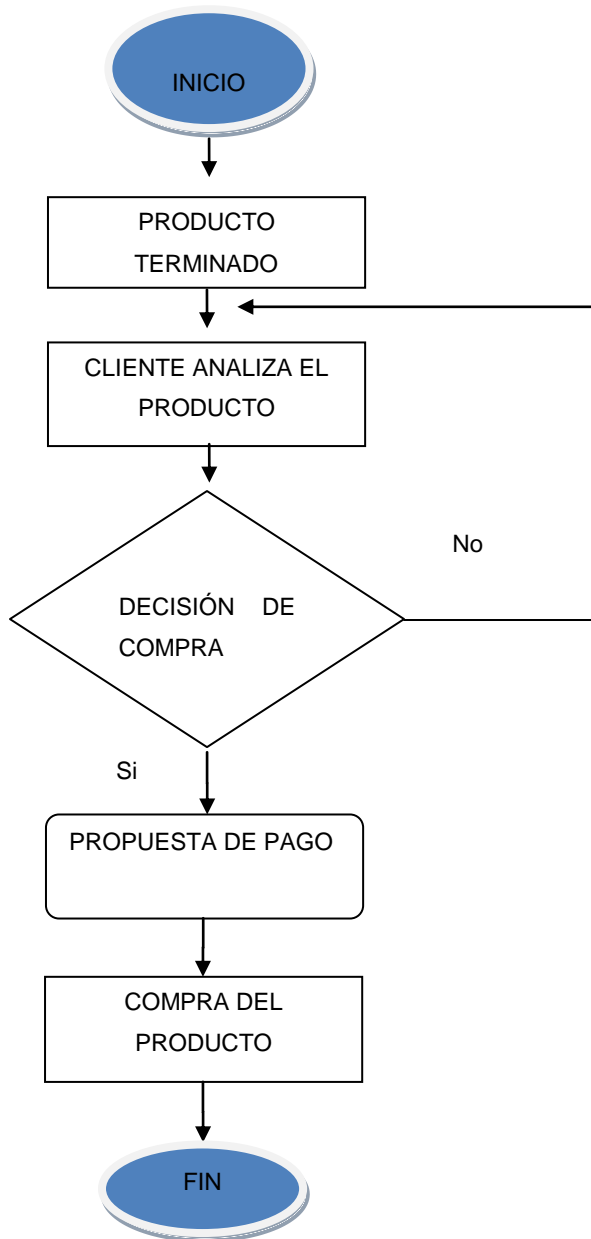 INICIO
PRODUCTO
TERMINADO
CLIENTE ANALIZA EL
PRODUCTO
No
DECISIÓN DE
COMPRA
Si
PROPUESTA DE PAGO
COMPRA DEL
PRODUCTO
FIN